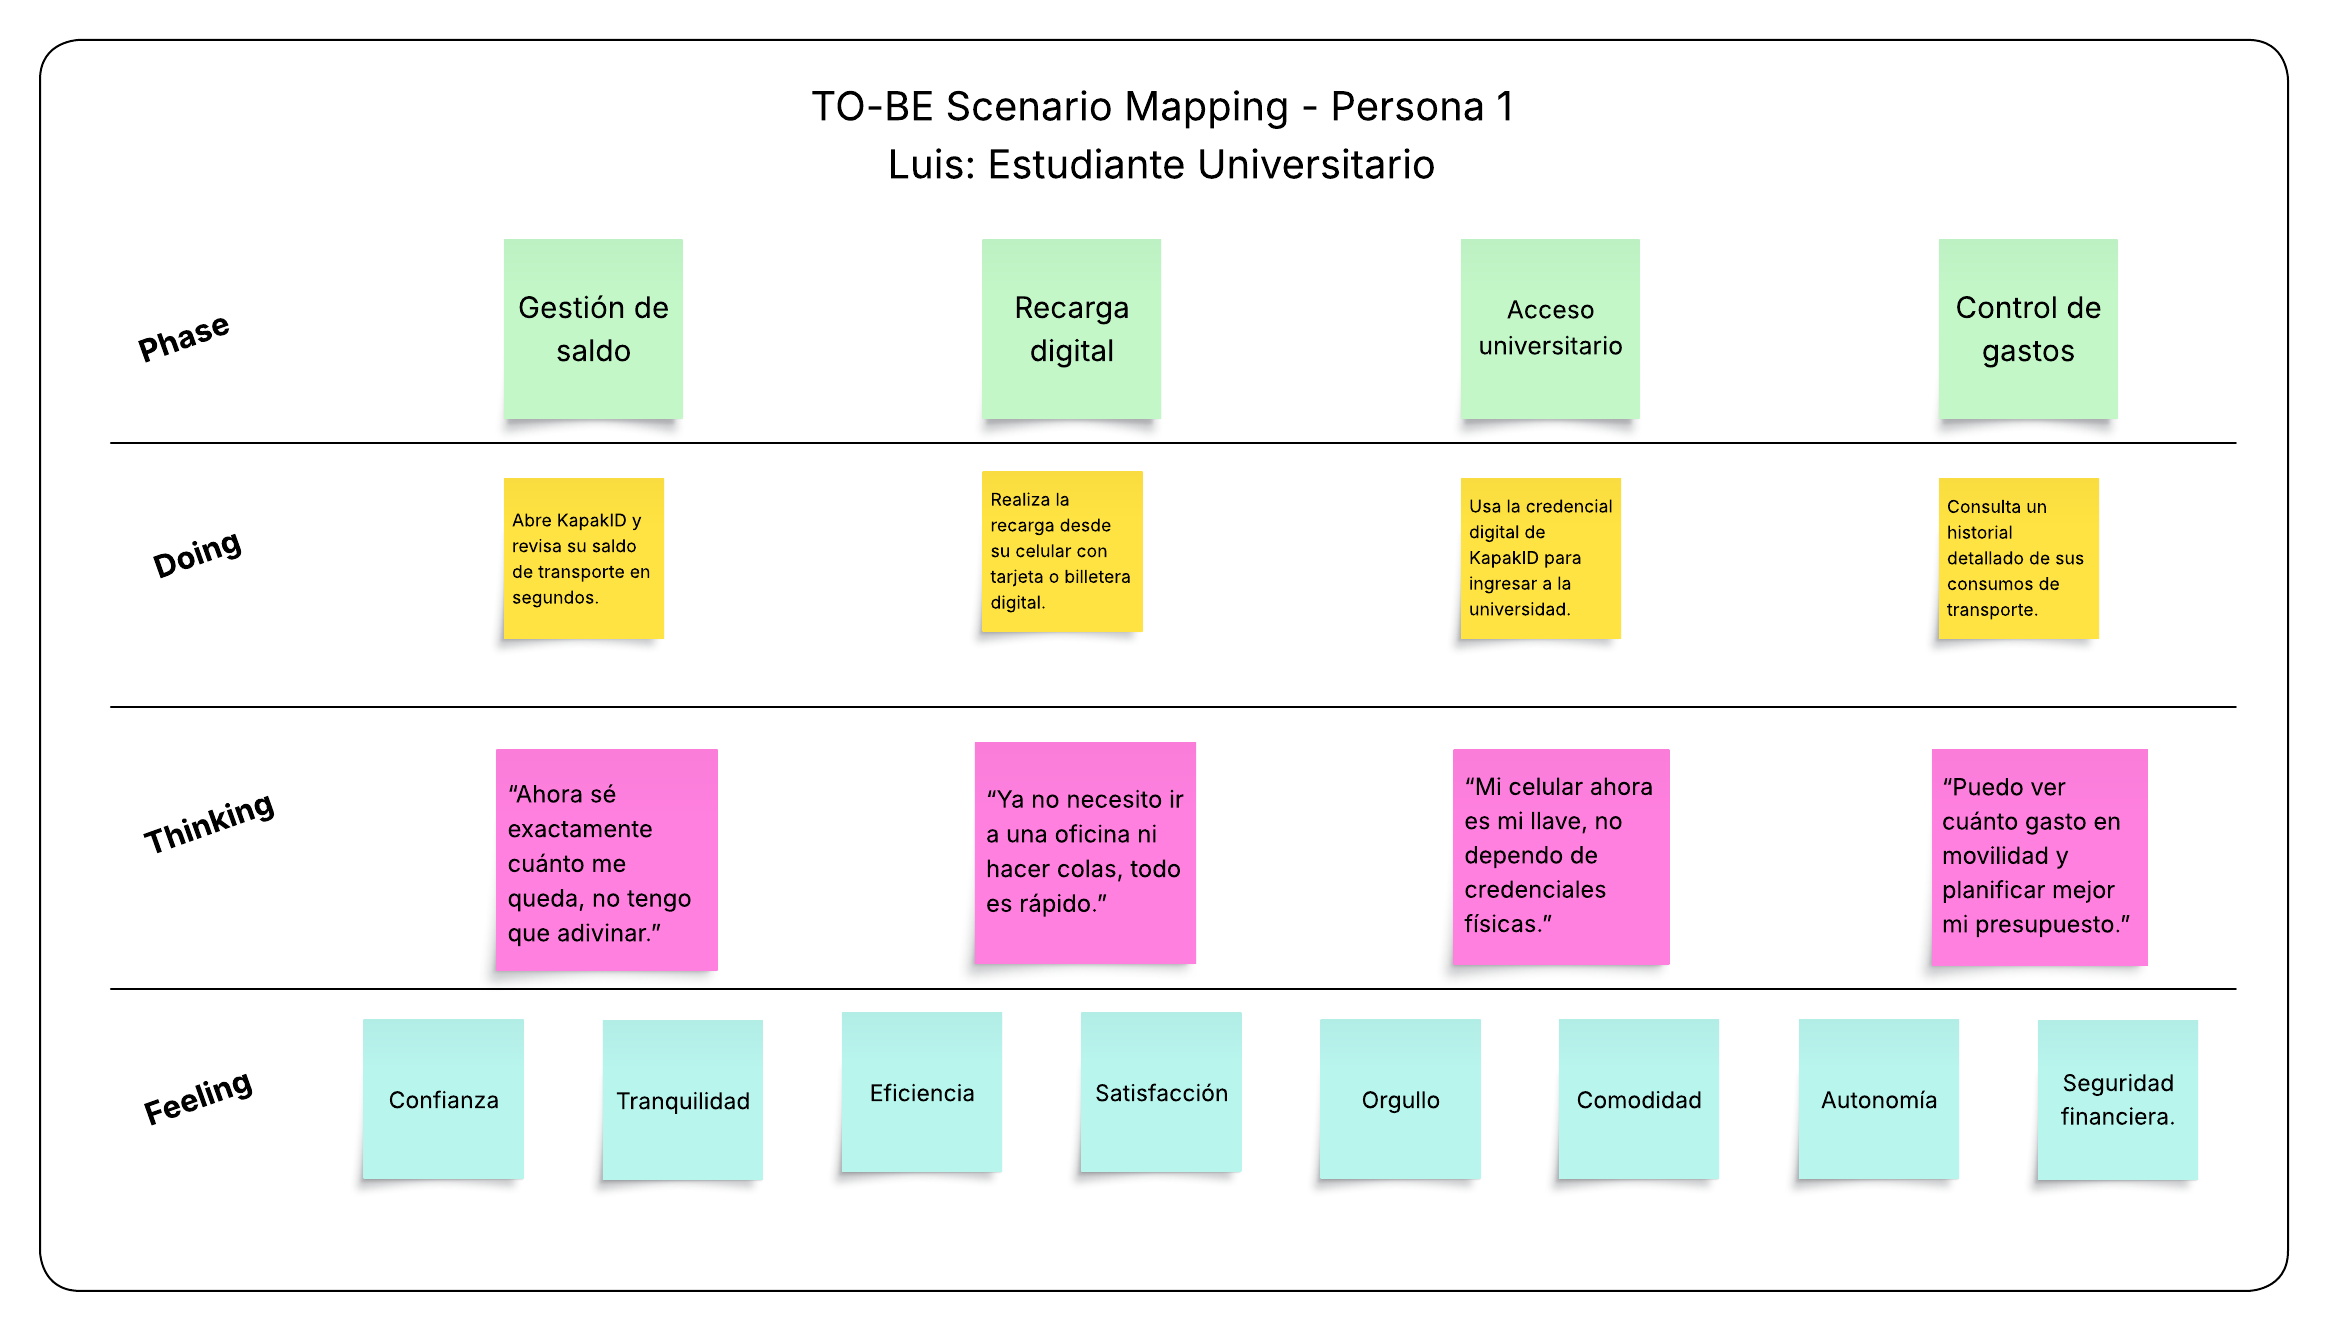 TO-BE Scenario Mapping - Persona 1
Luis: Estudiante Universitario
Phase
Gestión de
saldo
Recarga
digital
Acceso
universitario
Control de
gastos
Doing
Abre KapakID y
revisa su saldo
de transporte en
segundos.
Realiza la
recarga desde
su celular con
tarjeta o billetera
digital.
Usa la credencial
digital de
KapakID para
ingresar a la
universidad.
Consulta un
historial
detallado de sus
consumos de
transporte.
Thinking
“Ahora sé
exactamente
cuánto me
queda, no tengo
que adivinar.”
“Ya no necesito ir
a una oficina ni
hacer colas, todo
es rápido.”
“Mi celular ahora
es mi llave, no
dependo de
credenciales
físicas.”
“Puedo ver
cuánto gasto en
movilidad y
planificar mejor
mi presupuesto.”
Feeling
Confianza
Tranquilidad
Eficiencia
Satisfacción
Orgullo
Comodidad
Autonomía
Seguridad
financiera.